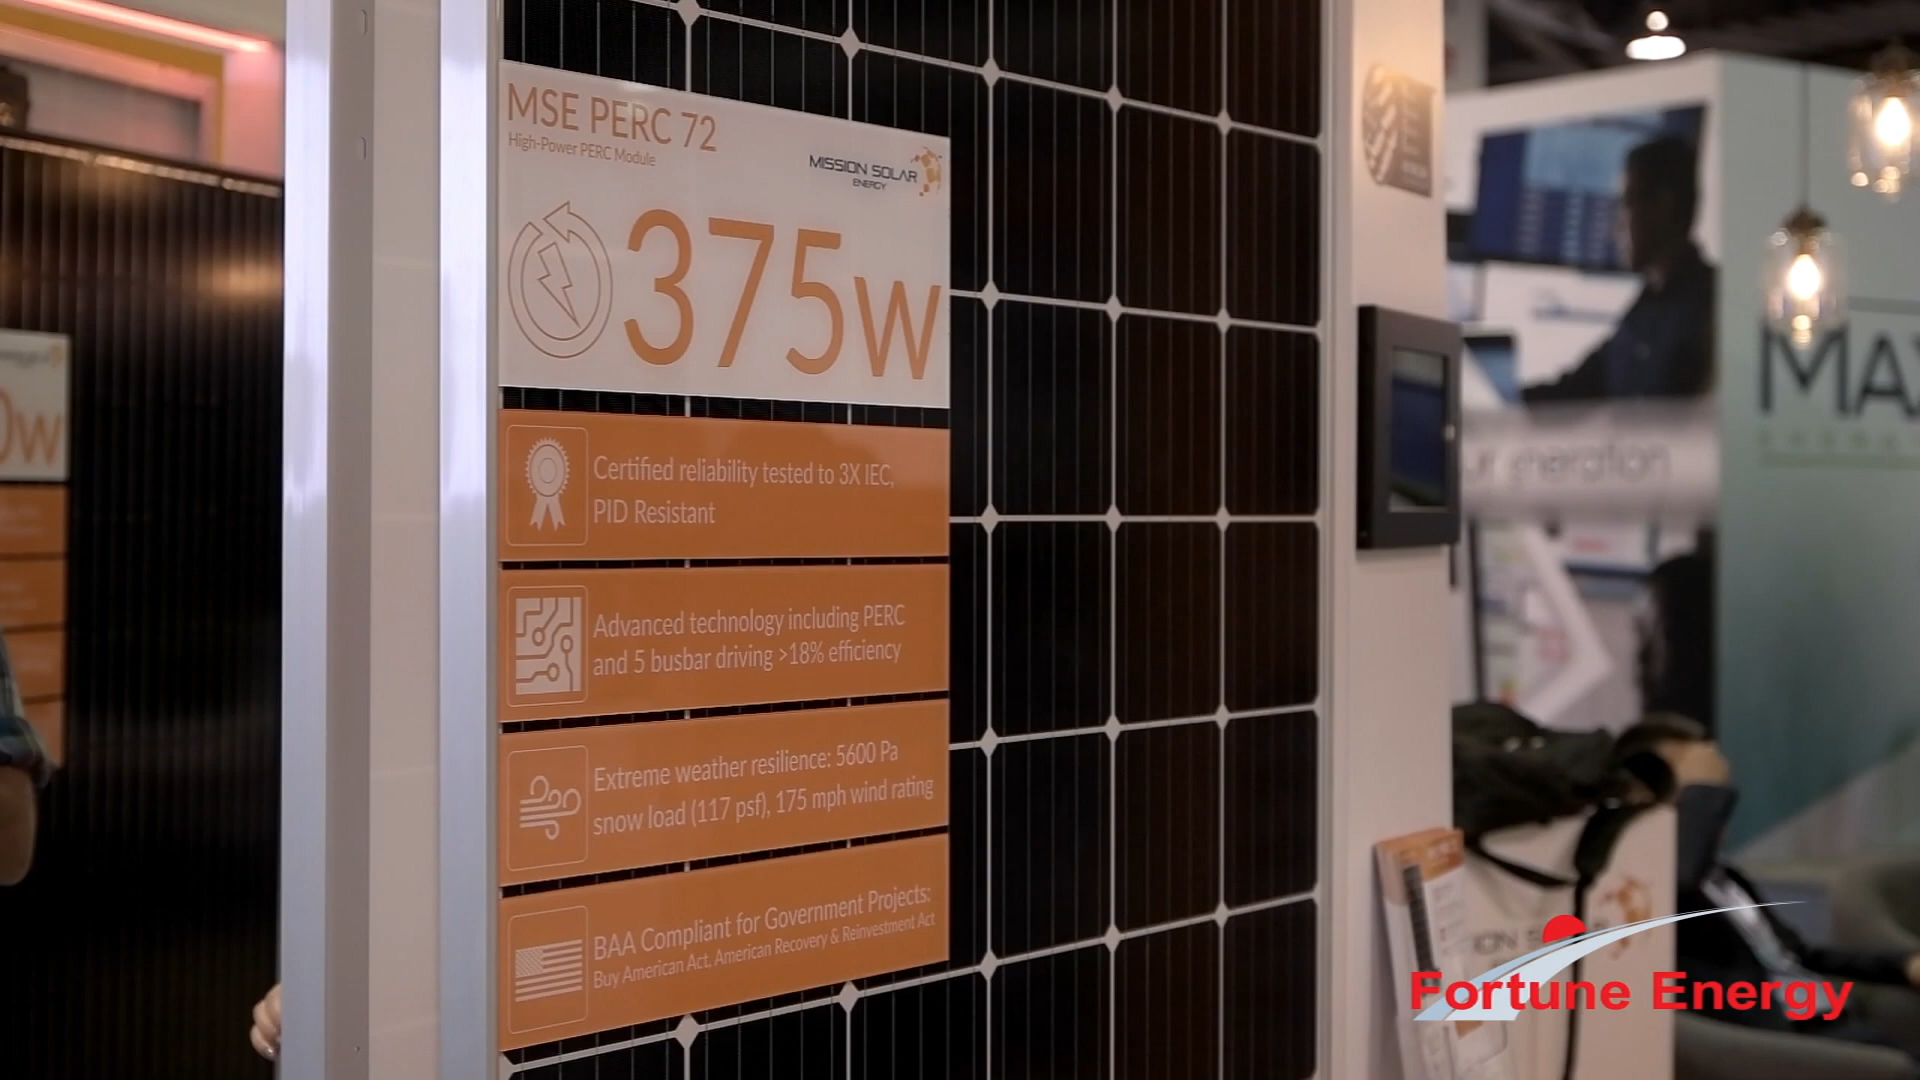 MSE PERC 72
High-Power PERC Module
MISSION SOLAR
ENERGY
375W
Certified reliability tested to 3X IEC,
PID Resistant
Advanced technology including PERC
and 5 busbar driving >18% efficiency
Extreme weather resilience: 5600 Pa
snow load (117 psf), 175 mph wind rating
BAA Compliant for Government Projects:
Buy American Act. American Recovery & Reinvestment Act
0w
MAX
Fortune Energy